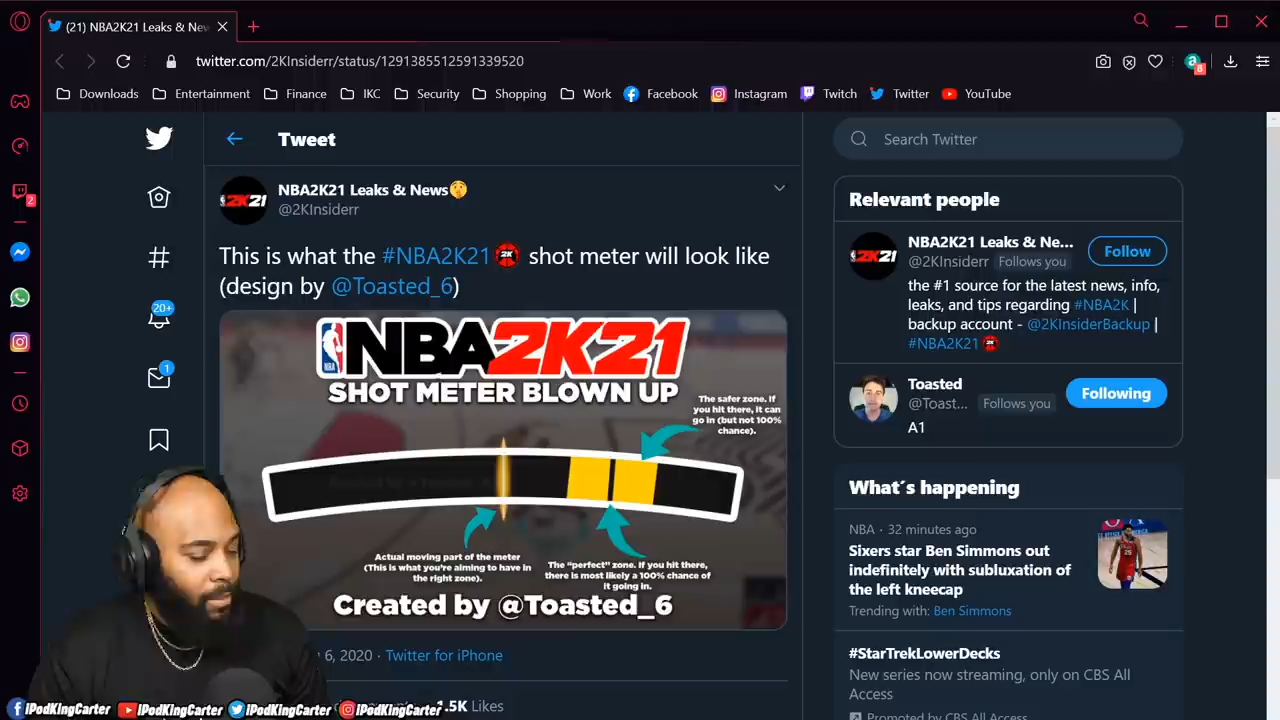 (21) NBA2K21 Leaks & New
twitter.com/2KInsiderr/status/1291385512591339520
8
Downloads Entertainment Finance IKC Security Shopping Work Facebook Instagram Twitch Twitter YouTube
2
20+
1
Tweet
NBA2K21 Leaks & News🤫
@2KInsiderr
This is what the #NBA2K21 shot meter will look like
(design by @Toasted_6)
NBA2K21
SHOT METER BLOWN UP
The safer zone. If
you hit there, it can
go in (but not 100%
chance).
Actual moving part of the meter
(This is what you're aiming to have in
the right zone).
The "perfect" zone. If you hit there,
there is most likely a 100% chance of
it going in.
Created by @Toasted_6
6, 2020 · Twitter for iPhone
.5K Likes
Search Twitter
Relevant people
NBA2K21 Leaks & Ne...
@2KInsiderr Follows you
Follow
the #1 source for the latest news, info,
leaks, and tips regarding #NBA2K |
backup account - @2KInsiderBackup |
#NBA2K21
Toasted
@Toast... Follows you
Following
A1
What's happening
NBA · 32 minutes ago
Sixers star Ben Simmons out
indefinitely with subluxation of
the left kneecap
Trending with: Ben Simmons
#StarTrekLowerDecks
New series now streaming, only on CBS All
Access
Promoted by CBS All Access
iPodKingCarter iPodKingCarter iPodKingCarter iPodKingCarter